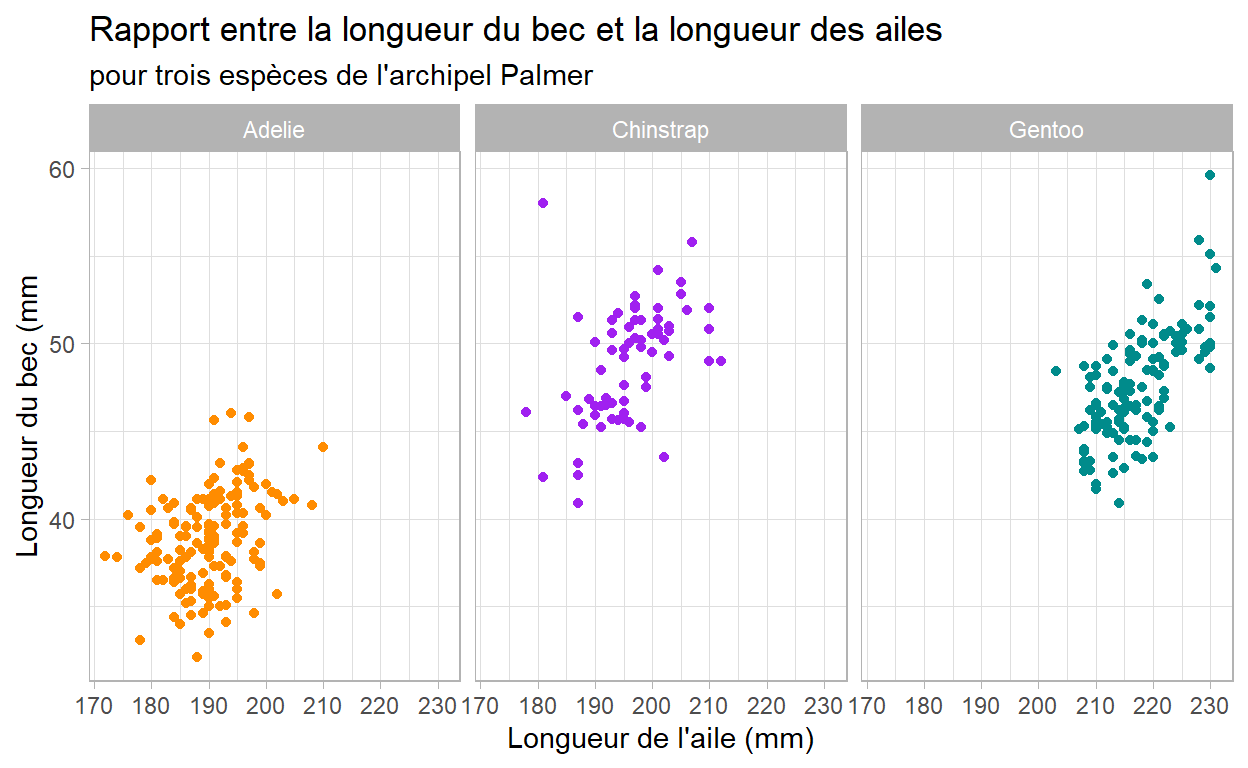 Rapport entre la longueur du bec et la longueur des ailes
pour trois espèces de l'archipel Palmer
Adelie Chinstrap Gentoo
60
50
40
Longueur du bec (mm
170 180 190 200 210 220 230 170 180 190 200 210 220 230 170 180 190 200 210 220 230
Longueur de l'aile (mm)